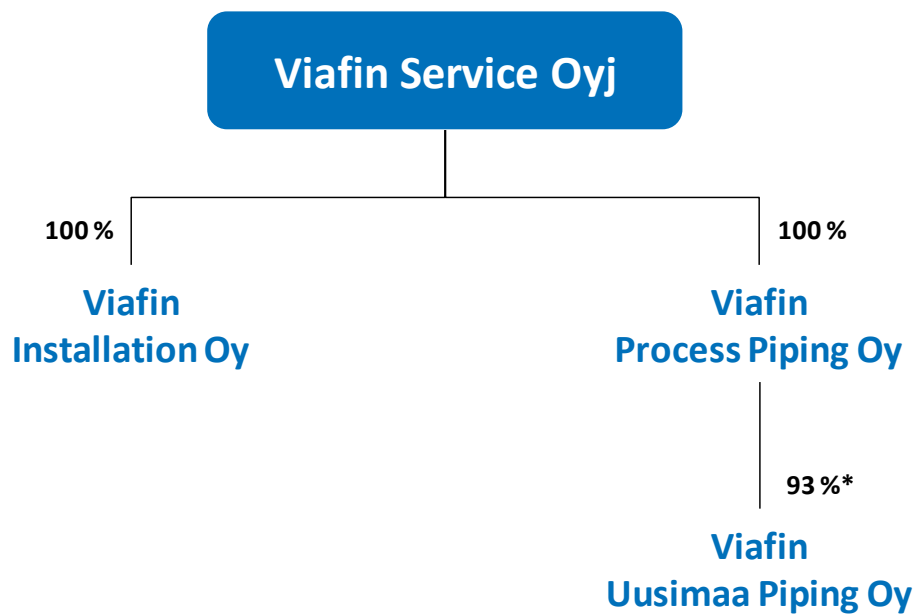 Viafin Service Oyj
100 %
100 %
Viafin
Installation Oy
Viafin
Process Piping Oy
93 %*
Viafin
Uusimaa Piping Oy